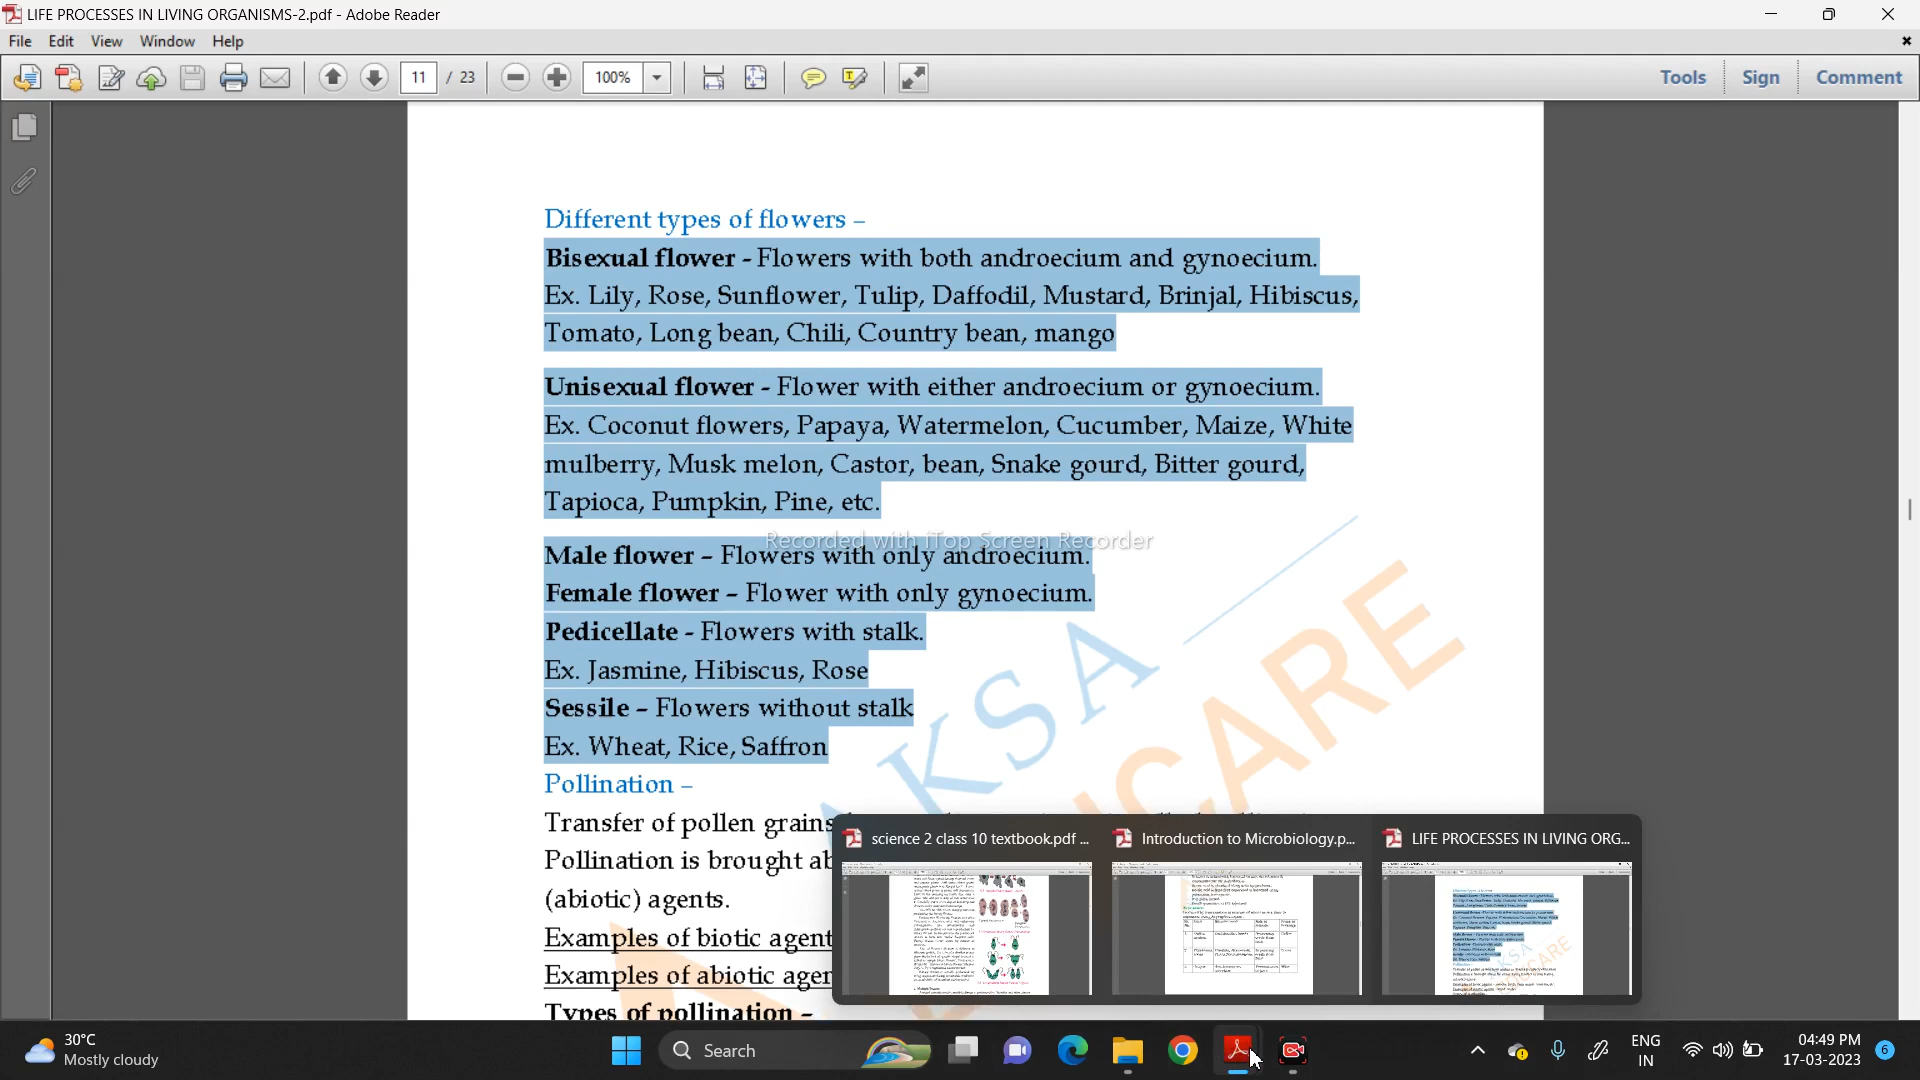 LIFE PROCESSES IN LIVING ORGANISMS-2.pdf - Adobe Reader
File Edit View Window Help
11 / 23 100% Tools Sign Comment
Different types of flowers –
Bisexual flower - Flowers with both androecium and gynoecium.
Ex. Lily, Rose, Sunflower, Tulip, Daffodil, Mustard, Brinjal, Hibiscus,
Tomato, Long bean, Chili, Country bean, mango
Unisexual flower - Flower with either androecium or gynoecium.
Ex. Coconut flowers, Papaya, Watermelon, Cucumber, Maize, White
mulberry, Musk melon, Castor, bean, Snake gourd, Bitter gourd,
Tapioca, Pumpkin, Pine, etc.
Recorded with iTop Screen Recorder
Male flower – Flowers with only androecium.
Female flower – Flower with only gynoecium.
Pedicellate - Flowers with stalk.
Ex. Jasmine, Hibiscus, Rose
Sessile – Flowers without stalk
Ex. Wheat, Rice, Saffron
AKSA
CARE
Pollination –
Transfer of pollen grains
Pollination is brought
(abiotic) agents.
Examples of biotic
Examples of abiotic
Types of pollination –
science 2 class 10 textbook.pdf ...
Introduction to Microbiology.p...
LIFE PROCESSES IN LIVING ORG...
30°C
Mostly cloudy
Search
ENG
IN
04:49 PM
17-03-2023
6